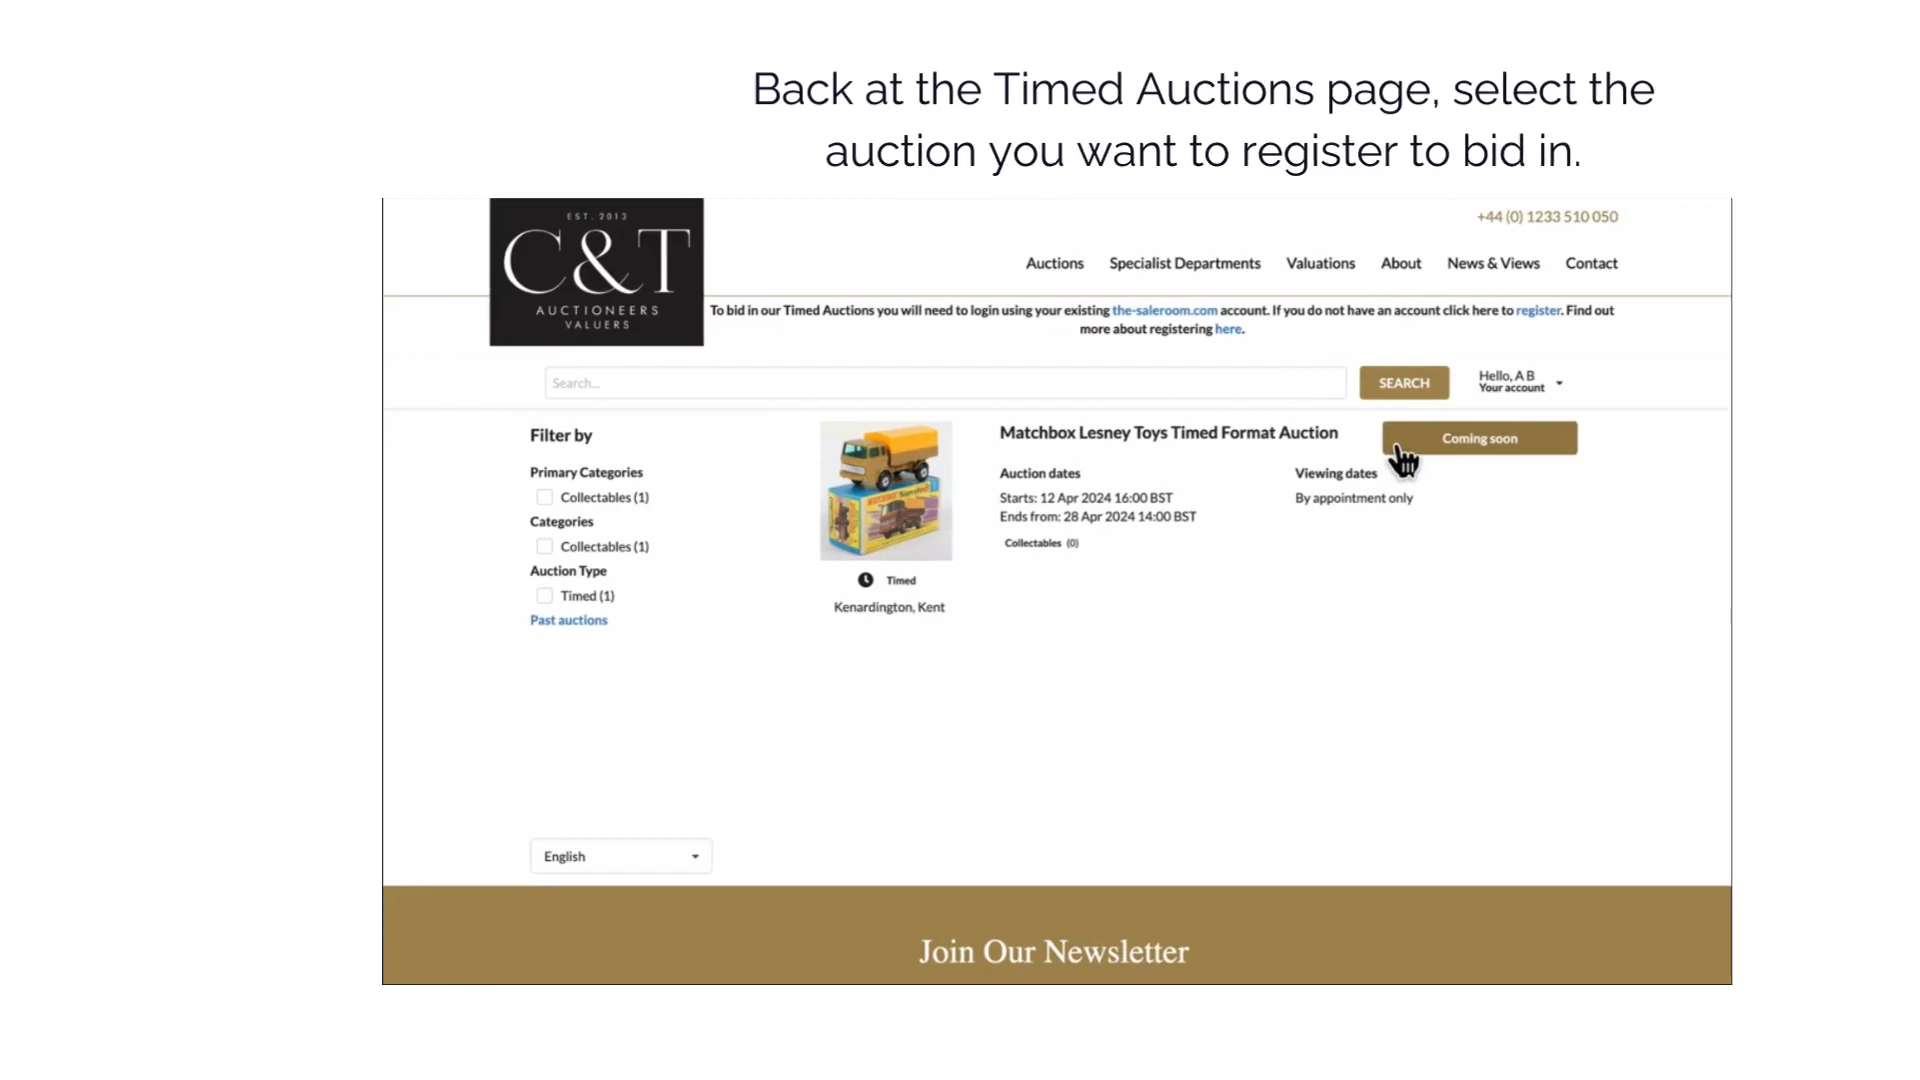 Back at the Timed Auctions page, select the
auction you want to register to bid in.
EST. 2013
C&T
AUCTIONEERS
VALUERS
+44 (0) 1233 510 050
Auctions Specialist Departments Valuations About News & Views Contact
To bid in our Timed Auctions you will need to login using your existing the-saleroom.com account. If you do not have an account click here to register. Find out
more about registering here.
Search...
SEARCH
Hello, A B
Your account
Filter by
Primary Categories
Collectables (1)
Categories
Collectables (1)
Auction Type
Timed (1)
Past auctions
Timed
Kenardington, Kent
Matchbox Lesney Toys Timed Format Auction
Coming soon
Auction dates
Starts: 12 Apr 2024 16:00 BST
Ends from: 28 Apr 2024 14:00 BST
Collectables (0)
Viewing dates
By appointment only
English
Join Our Newsletter